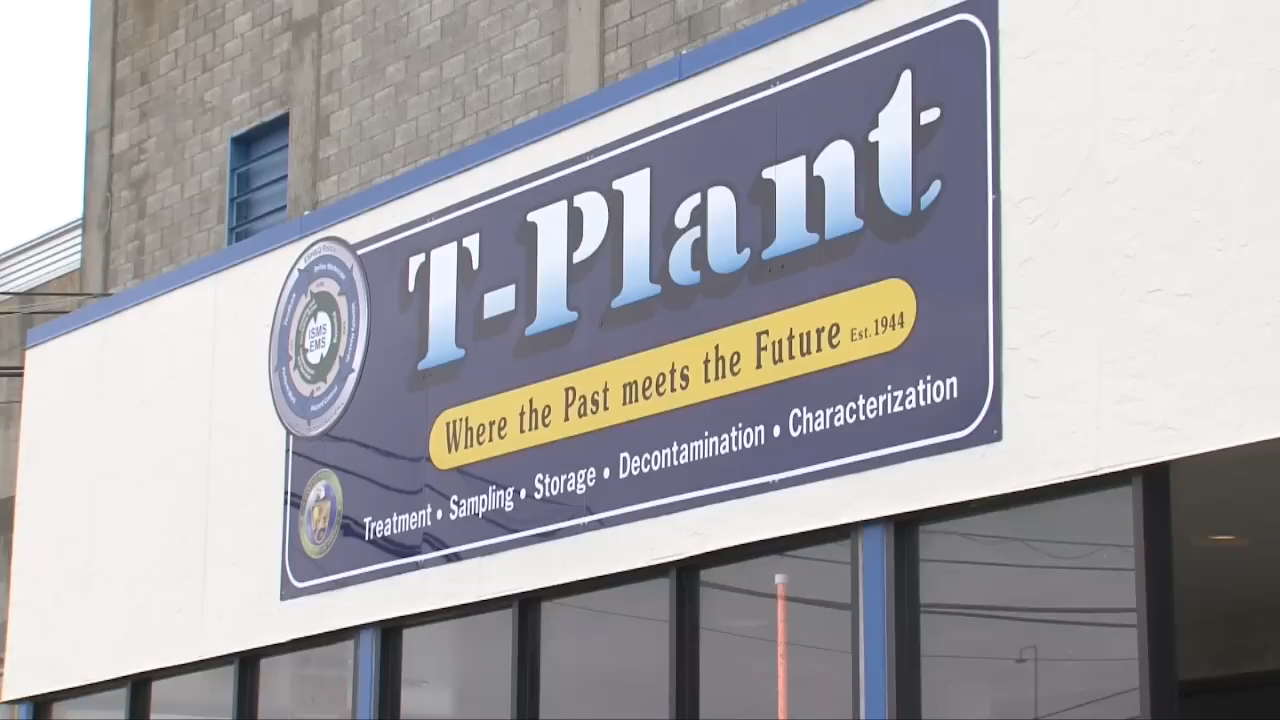 T-Plant
Where the Past meets the Future Est. 1944
Treatment • Sampling • Storage • Decontamination • Characterization
ISMS
EMS